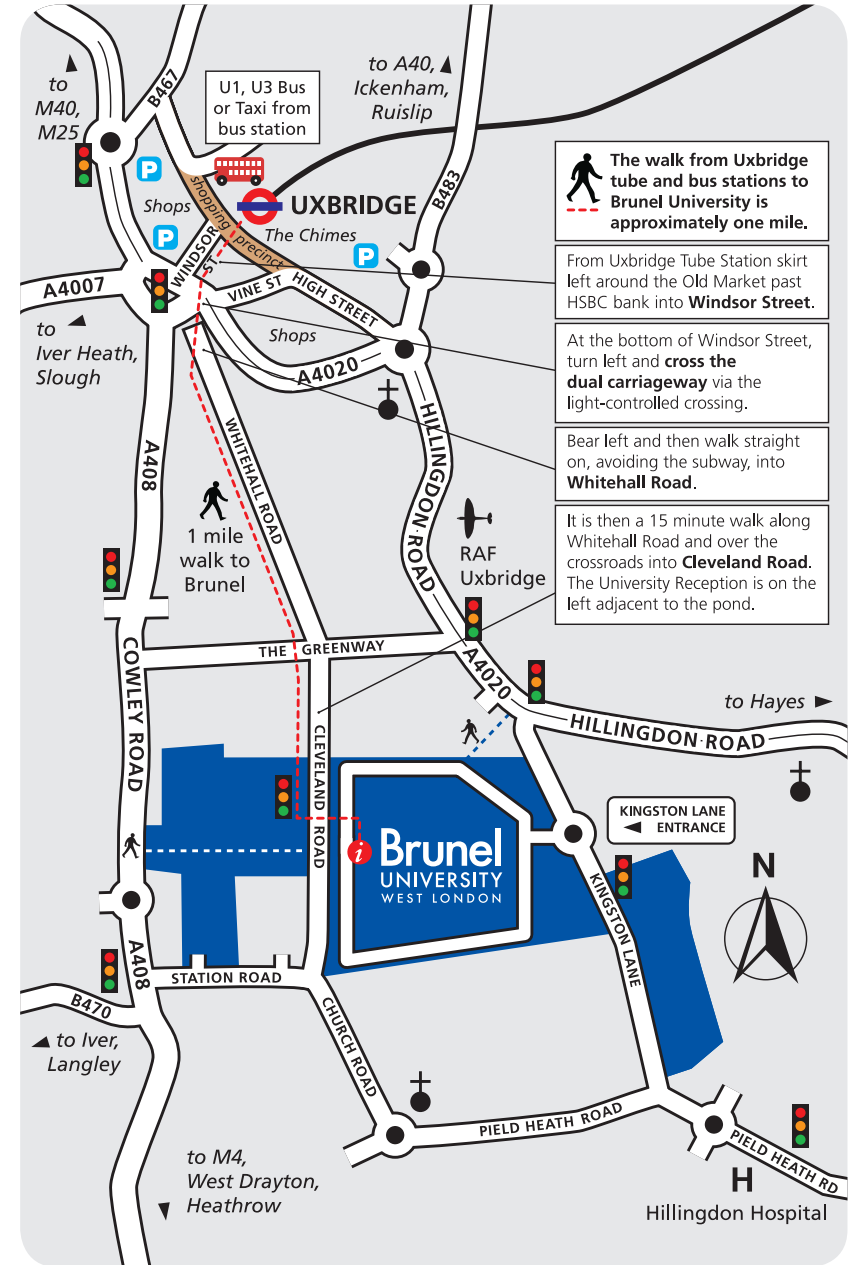 to
M40,
M25
B467
U1, U3 Bus
or Taxi from
bus station
to A40,
Ickenham,
Ruislip
B483
P
Shops
shopping precinct
UXBRIDGE
The Chimes
P
P
WINDSOR
ST
VINE ST
HIGH STREET
A4007
to
Iver Heath,
Slough
Shops
A4020
The walk from Uxbridge
tube and bus stations to
Brunel University is
approximately one mile.
From Uxbridge Tube Station skirt
left around the Old Market past
HSBC bank into Windsor Street.
At the bottom of Windsor Street,
turn left and cross the
dual carriageway via the
light-controlled crossing.
Bear left and then walk straight
on, avoiding the subway, into
Whitehall Road.
It is then a 15 minute walk along
Whitehall Road and over the
crossroads into Cleveland Road.
The University Reception is on the
left adjacent to the pond.
A408
WHITEHALL ROAD
HILLINGDON ROAD
1 mile
walk to
Brunel
RAF
Uxbridge
THE GREENWAY
COWLEY ROAD
A4020
to Hayes
HILLINGDON ROAD
CLEVELAND ROAD
i
Brunel
UNIVERSITY
WEST LONDON
KINGSTON LANE
ENTRANCE
KINGSTON LANE
N
A408
STATION ROAD
B470
to Iver,
Langley
CHURCH ROAD
PIELD HEATH ROAD
PIELD HEATH RD
to M4,
West Drayton,
Heathrow
H
Hillingdon Hospital